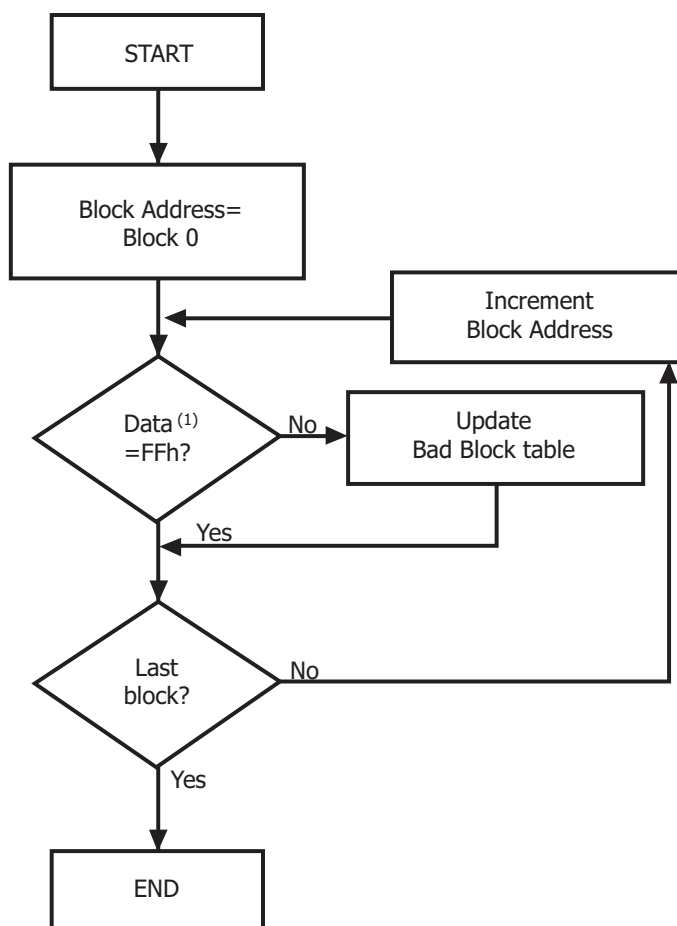 START
Block Address=
Block 0
Increment
Block Address
Data (1)
=FFh?
No
Update
Bad Block table
Yes
Last
block?
No
Yes
END